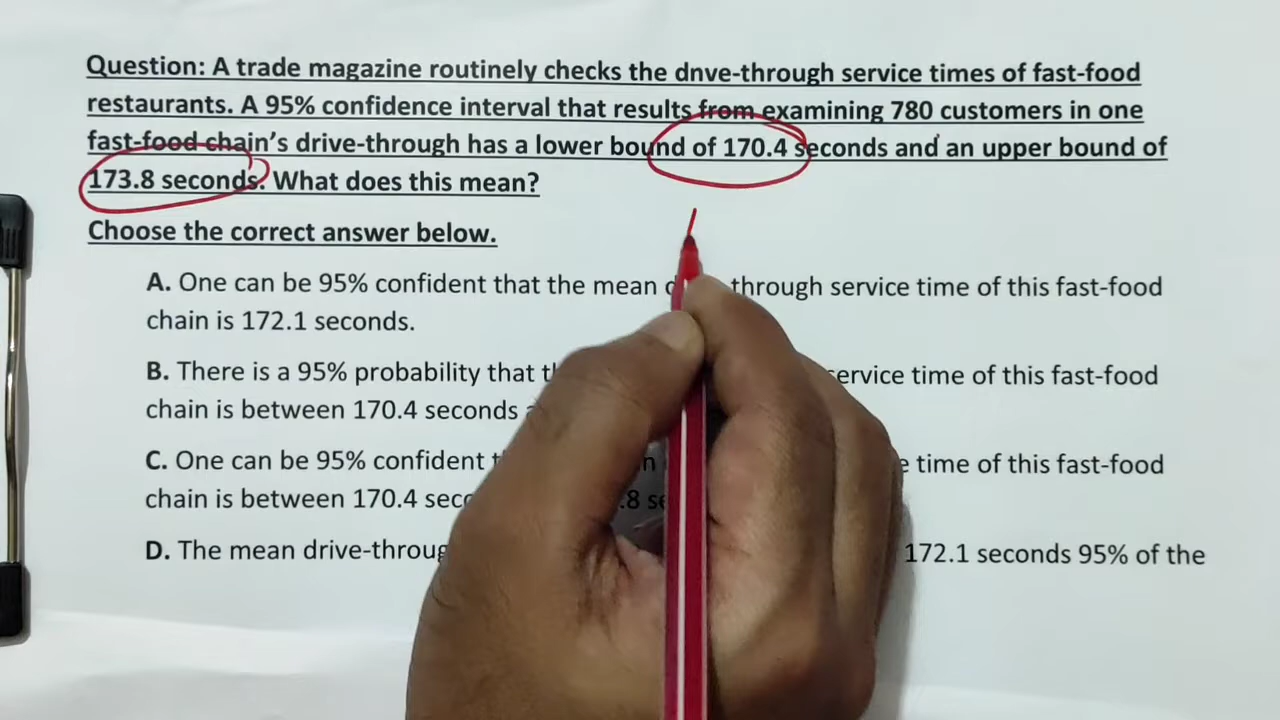 Question: A trade magazine routinely checks the dnve-through service times of fast-food
restaurants. A 95% confidence interval that results from examining 780 customers in one
fast-food chain's drive-through has a lower bound of 170.4 seconds and an upper bound of
173.8 seconds. What does this mean?
Choose the correct answer below.
A. One can be 95% confident that the mean through service time of this fast-food
chain is 172.1 seconds.
B. There is a 95% probability that service time of this fast-food
chain is between 170.4 seconds
C. One can be 95% confident time of this fast-food
chain is between 170.4 .8
D. The mean 172.1 seconds 95% of the